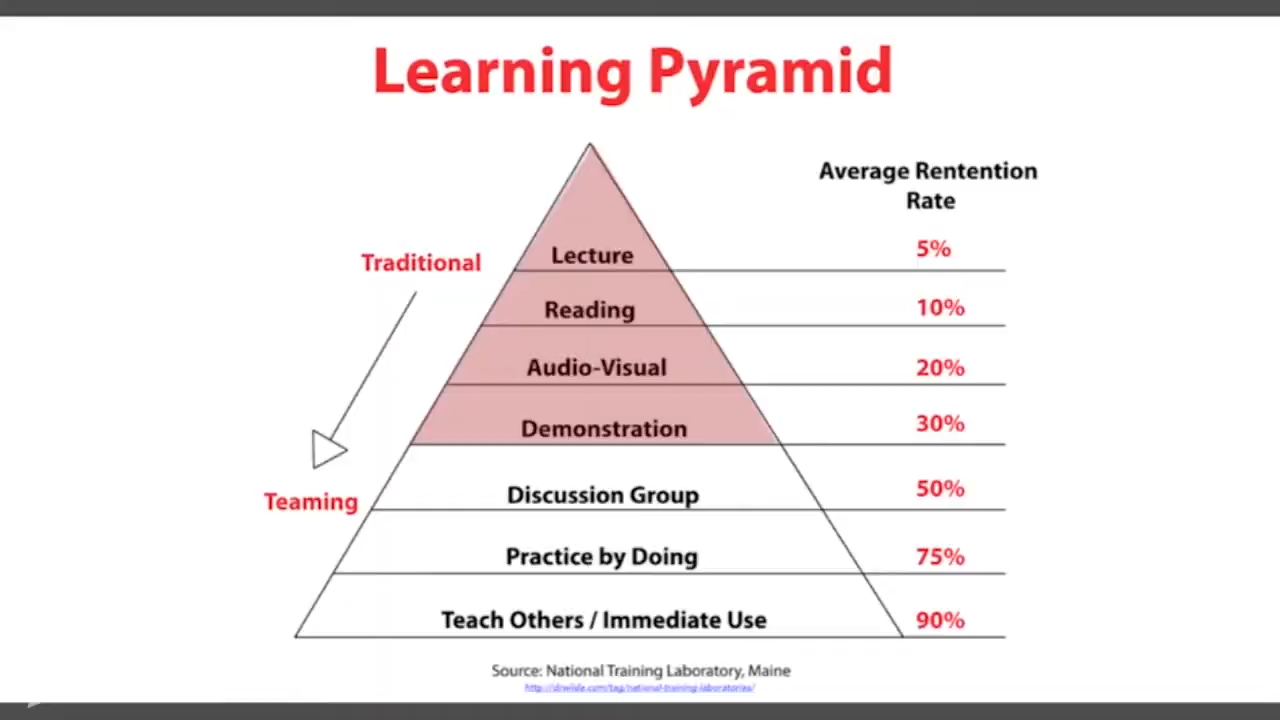 Learning Pyramid
Average Rentention
Rate
Traditional
Lecture
5%
Reading
10%
Audio-Visual
20%
Demonstration
30%
Teaming
Discussion Group
50%
Practice by Doing
75%
Teach Others / Immediate Use
90%
Source: National Training Laboratory, Maine